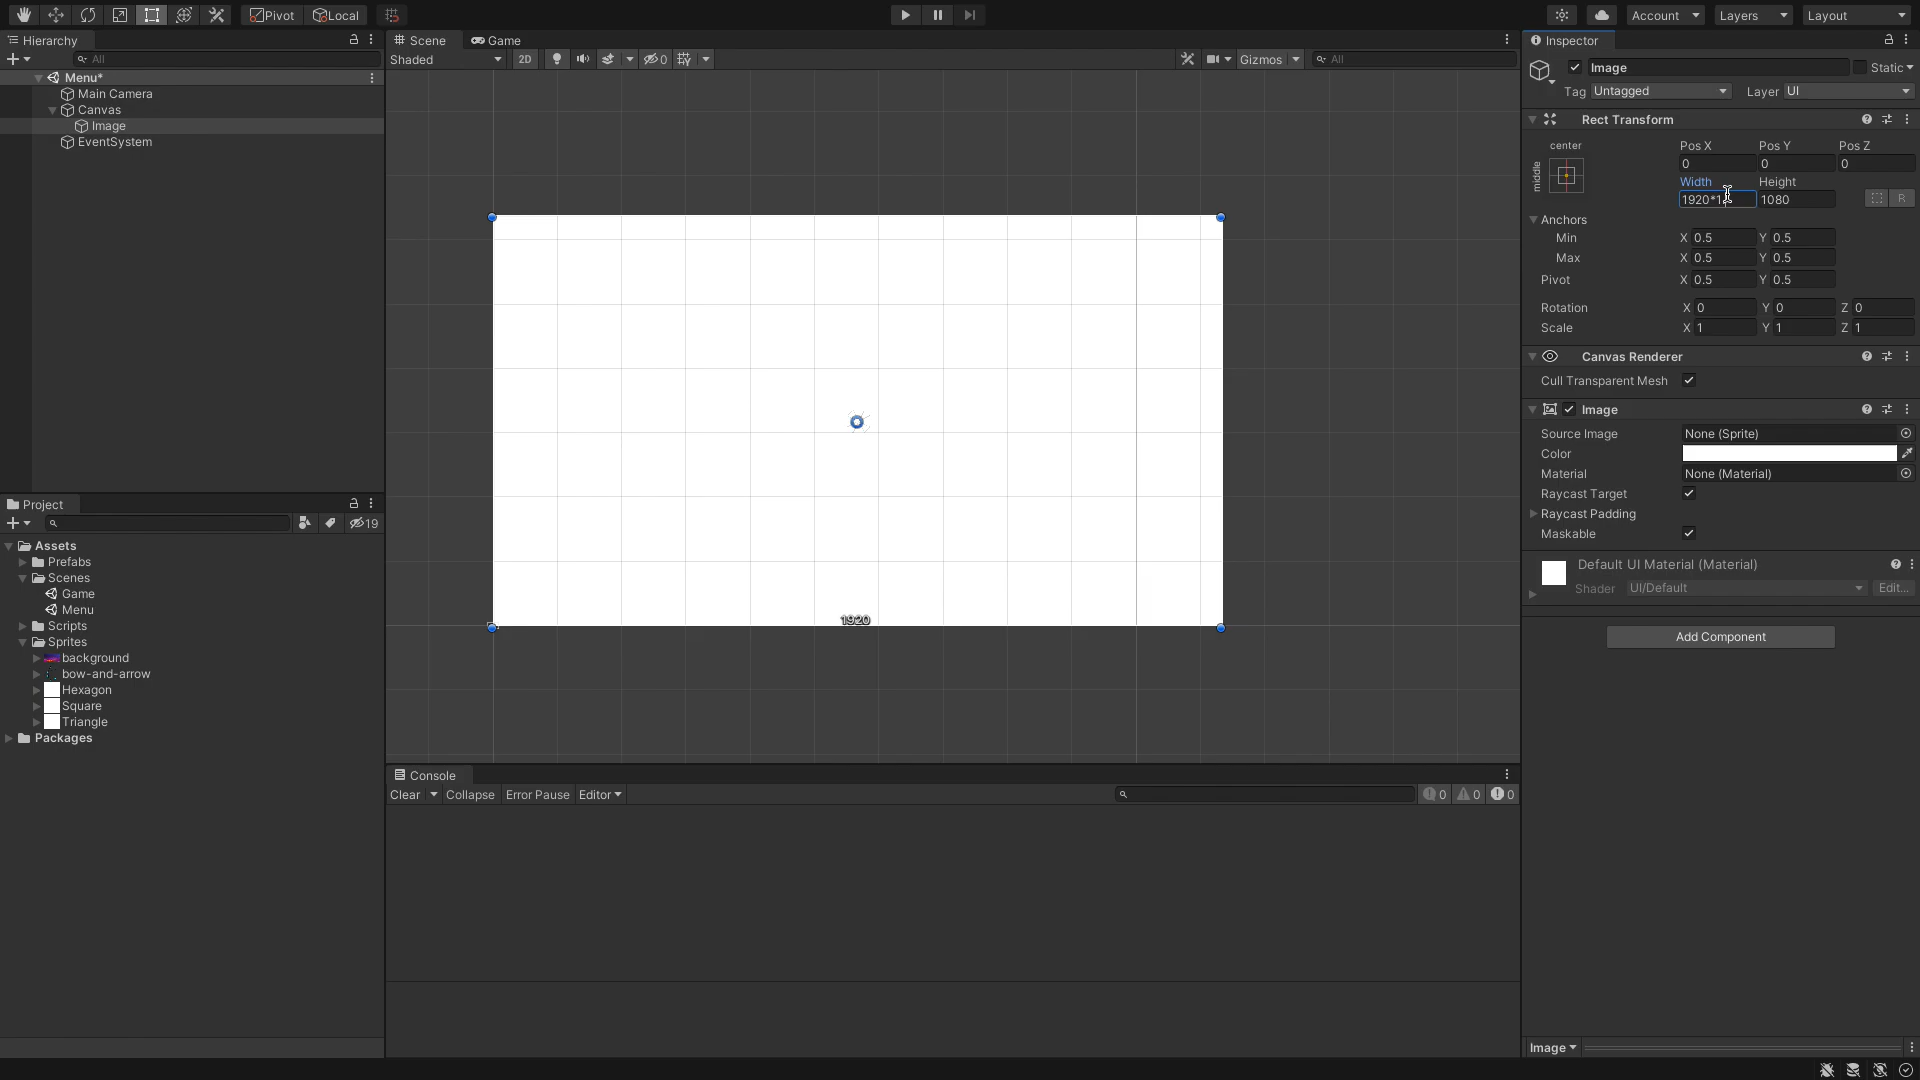 Pivot
Local
Account
Layers
Layout
Hierarchy
All
Menu*
Main Camera
Canvas
Image
EventSystem
Project
19
Assets
Prefabs
Scenes
Game
Menu
Scripts
Sprites
background
bow-and-arrow
Hexagon
Square
Triangle
Packages
Scene
Game
Shaded
2D
0
Gizmos
All
1920
Console
Clear
Collapse
Error Pause
Editor
0
0
0
Inspector
Image
Static
Tag
Untagged
Layer
UI
Rect Transform
center
middle
Pos X
Pos Y
Pos Z
0
0
0
Width
Height
1080
R
Anchors
Min
X 0.5
Y 0.5
Max
X 0.5
Y 0.5
Pivot
X 0.5
Y 0.5
Rotation
X 0
Y 0
Z 0
Scale
X 1
Y 1
Z 1
Canvas Renderer
Cull Transparent Mesh
Image
Source Image
None (Sprite)
Color
Material
None (Material)
Raycast Target
Raycast Padding
Maskable
Default UI Material (Material)
Shader
UI/Default
Edit...
Add Component
Image